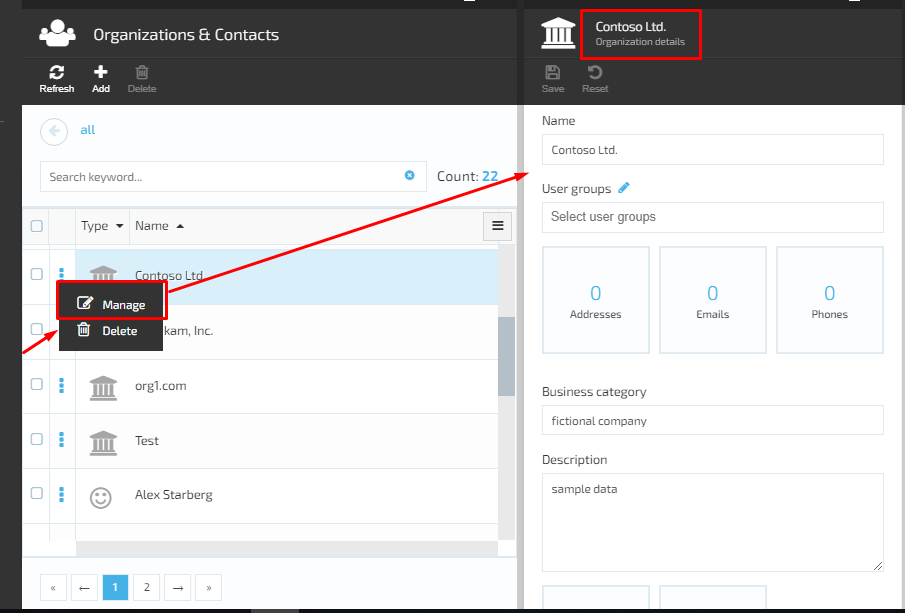 Organizations & Contacts
Refresh
Add
Delete
all
Search keyword...
Count: 22
Type
Name
Contoso Ltd.
Manage
Delete
kam, Inc.
org1.com
Test
Alex Starberg
«
←
1
2
→
»
Contoso Ltd.
Organization details
Save
Reset
Name
Contoso Ltd.
User groups
Select user groups
0
Addresses
0
Emails
0
Phones
Business category
fictional company
Description
sample data